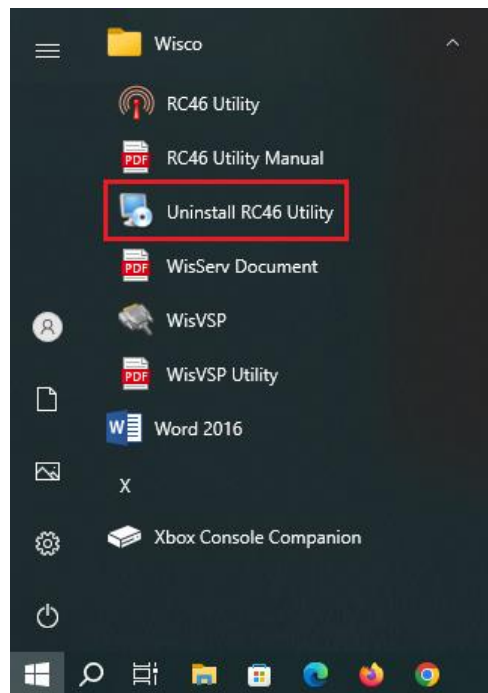 Wisco
RC46 Utility
PDF
RC46 Utility Manual
Uninstall RC46 Utility
PDF
WisServ Document
WisVSP
PDF
WisVSP Utility
W
Word 2016
X
Xbox Console Companion